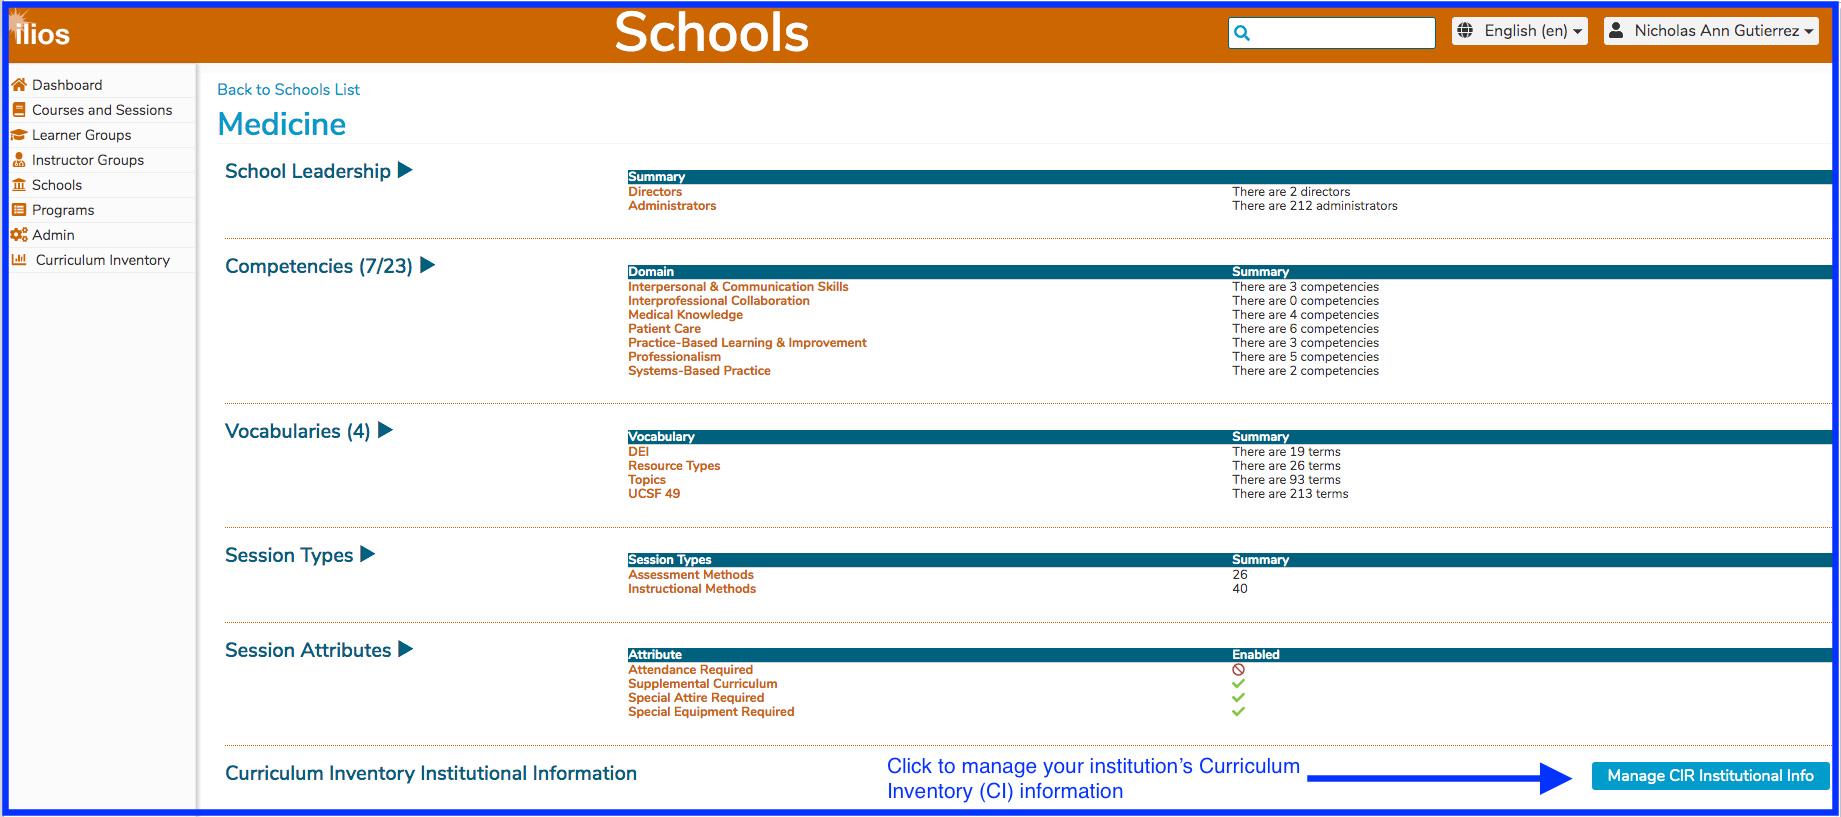 ilios
Schools
English (en)
Nicholas Ann Gutierrez
Dashboard
Courses and Sessions
Learner Groups
Instructor Groups
Schools
Programs
Admin
Curriculum Inventory
Back to Schools List
Medicine
School Leadership
Summary
Directors There are 2 directors
Administrators There are 212 administrators
Competencies (7/23)
Domain Summary
Interpersonal & Communication Skills There are 3 competencies
Interprofessional Collaboration There are 0 competencies
Medical Knowledge There are 4 competencies
Patient Care There are 6 competencies
Practice-Based Learning & Improvement There are 3 competencies
Professionalism There are 5 competencies
Systems-Based Practice There are 2 competencies
Vocabularies (4)
Vocabulary Summary
DEI There are 19 terms
Resource Types There are 26 terms
Topics There are 93 terms
UCSF 49 There are 213 terms
Session Types
Session Types Summary
Assessment Methods 26
Instructional Methods 40
Session Attributes
Attribute Enabled
Attendance Required
Supplemental Curriculum
Special Attire Required
Special Equipment Required
Curriculum Inventory Institutional Information
Click to manage your institution’s Curriculum
Inventory (CI) information
Manage CIR Institutional Info